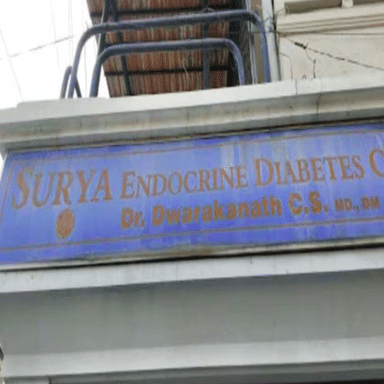 SURYA ENDOCRINE DIABETES C
Dr. Dwarakanath C.S. MD., DM